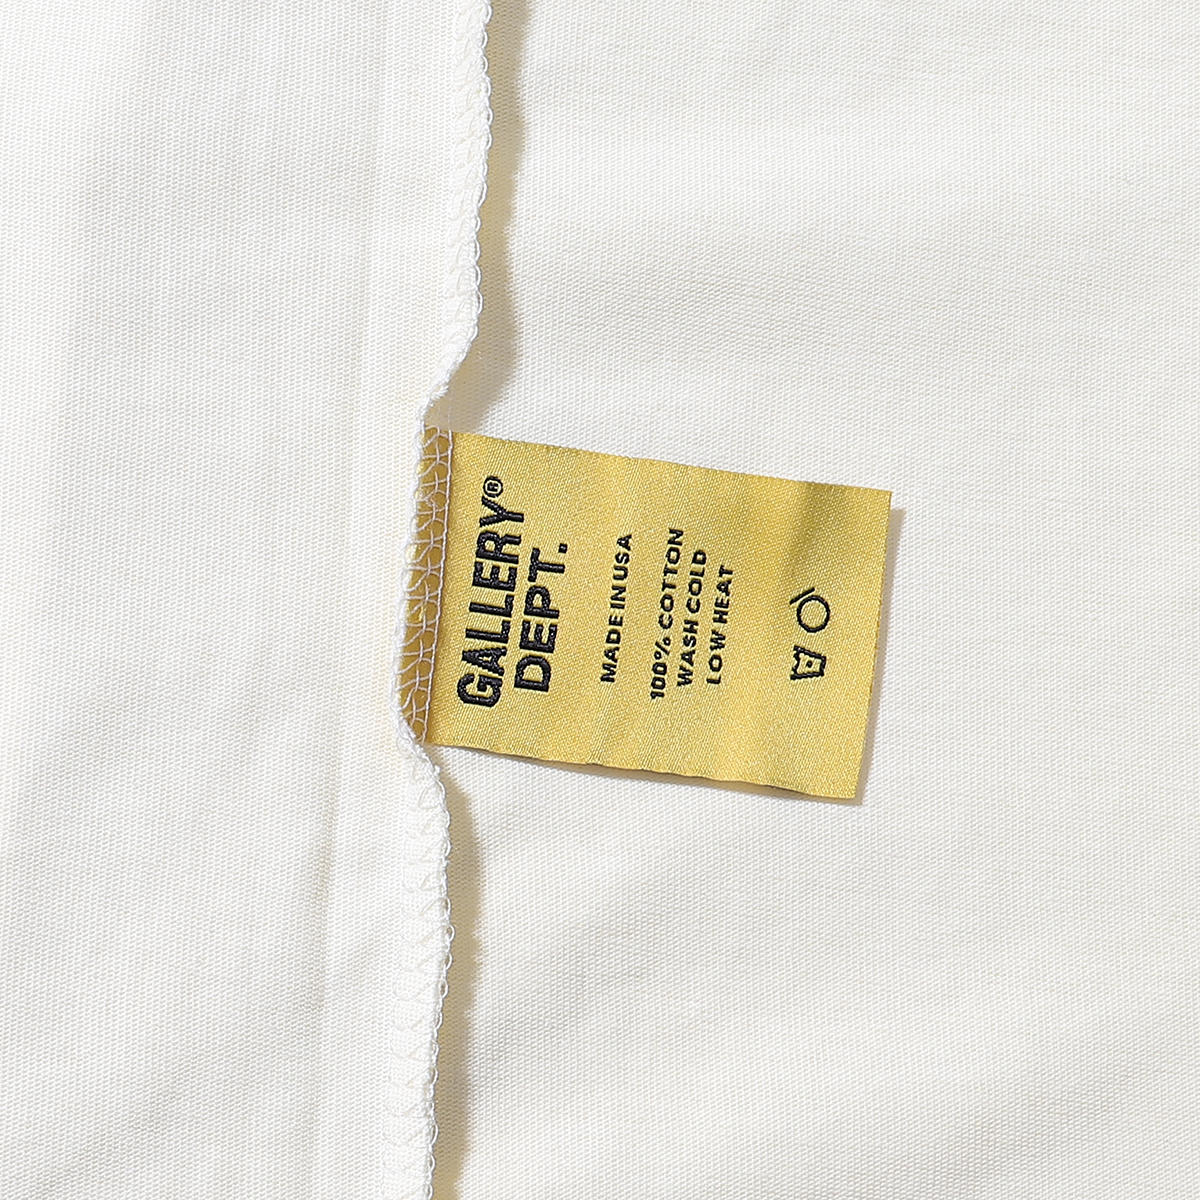 GALLERY®
DEPT.
MADE IN USA
100% COTTON
WASH COLD
LOW HEAT